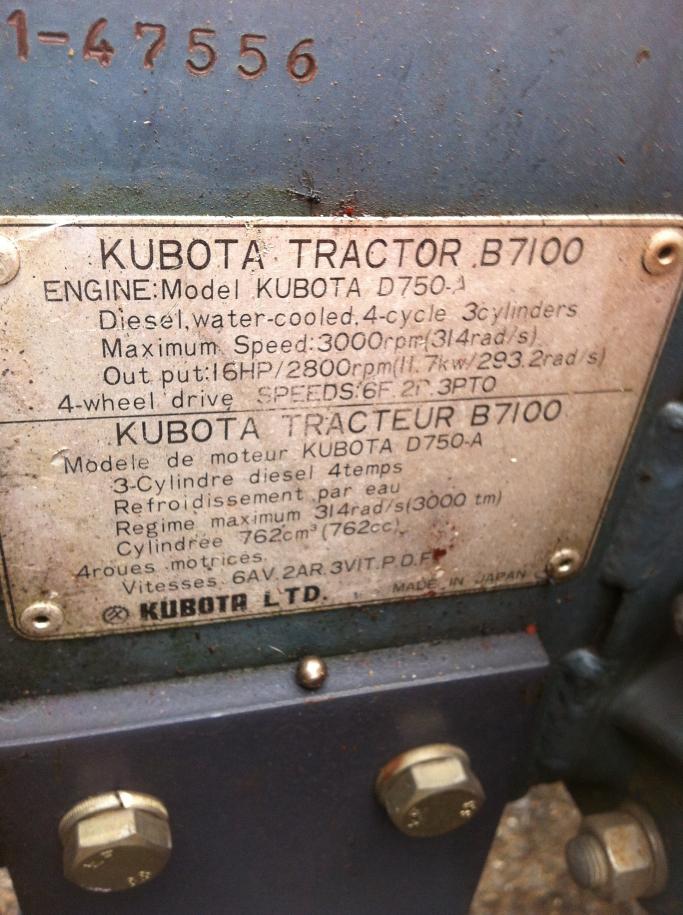 1-47556
KUBOTA TRACTOR B7100
ENGINE:Model KUBOTA D750-A
Diesel,water-cooled,4-cycle 3cylinders
Maximum Speed:3000rpm(314rad/s)
Out put:16HP/2800rpm(11.7kw/293.2rad/s)
4-wheel drive SPEEDS:6F.2R.3PTO
KUBOTA TRACTEUR B7100
Modele de moteur KUBOTA D750-A
3-Cylindre diesel 4temps
Refroidissement par eau
Regime maximum 314rad/s(3000 tm)
Cylindree 762cm³(762cc)
4roues motrices
Vitesses 6AV.2AR.3VIT.P.D.F
KUBOTA LTD. MADE IN JAPAN